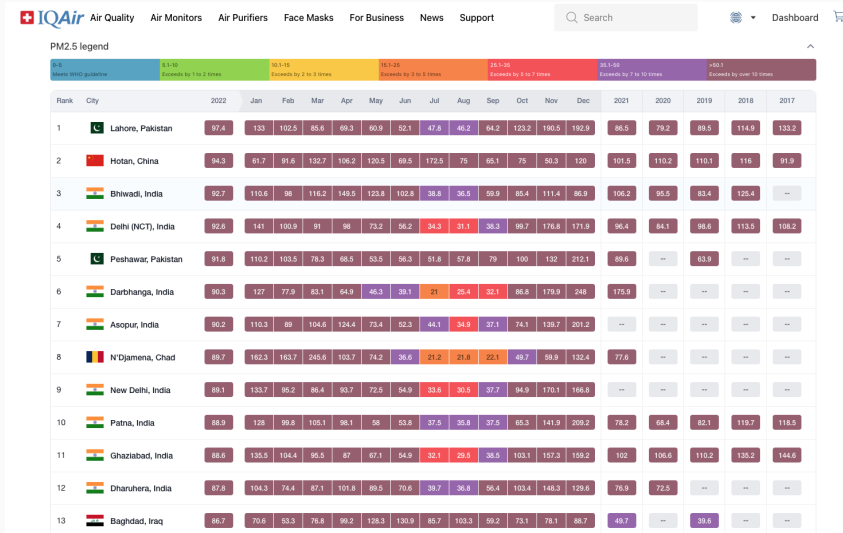 IQAir Air Quality Air Monitors Air Purifiers Face Masks For Business News Support Search Dashboard
PM2.5 legend
0-5 5.1-10 10.1-15 15.1-25 25.1-35 35.1-50 >50.1
Meets WHO guideline Exceeds by 1 to 2 times Exceeds by 2 to 3 times Exceeds by 3 to 5 times Exceeds by 5 to 7 times Exceeds by 7 to 10 times Exceeds by over 10 times
Rank City 2022 Jan Feb Mar Apr May Jun Jul Aug Sep Oct Nov Dec 2021 2020 2019 2018 2017
1 Lahore, Pakistan 97.4 133 102.5 85.6 69.3 60.9 52.1 47.8 46.2 64.2 123.2 190.5 192.9 86.5 79.2 89.5 114.9 133.2
2 Hotan, China 94.3 61.7 91.6 132.7 106.2 120.5 69.5 172.5 75 65.1 75 50.3 120 101.5 110.2 110.1 116 91.9
3 Bhiwadi, India 92.7 110.6 98 116.2 149.5 123.8 102.8 38.8 36.5 59.9 85.4 111.4 86.9 106.2 95.5 83.4 125.4 --
4 Delhi (NCT), India 92.6 141 100.9 91 98 73.2 56.2 34.3 31.1 38.3 99.7 176.8 171.9 96.4 84.1 98.6 113.5 108.2
5 Peshawar, Pakistan 91.8 110.2 103.5 78.3 68.5 53.5 56.3 51.8 57.8 79 100 132 212.1 89.6 -- 63.9 -- --
6 Darbhanga, India 90.3 127 77.9 83.1 64.9 46.3 39.1 21 25.4 32.1 86.8 179.9 248 175.9 -- -- -- --
7 Asopur, India 90.2 110.3 89 104.6 124.4 73.4 52.3 44.1 34.9 37.1 74.1 139.7 201.2 -- -- -- -- --
8 N'Djamena, Chad 89.7 162.3 163.7 245.6 103.7 74.2 36.6 21.2 21.8 22.1 49.7 59.9 132.4 77.6 -- -- -- --
9 New Delhi, India 89.1 133.7 95.2 86.4 93.7 72.5 54.9 33.6 30.5 37.7 94.9 170.1 166.8 -- -- -- -- --
10 Patna, India 88.9 128 99.8 105.1 98.1 58 53.8 37.5 35.8 37.5 65.3 141.9 209.2 78.2 68.4 82.1 119.7 118.5
11 Ghaziabad, India 88.6 135.5 104.4 95.5 87 67.1 54.9 32.1 29.5 38.5 103.1 157.3 159.2 102 106.6 110.2 135.2 144.6
12 Dharuhera, India 87.8 104.3 74.4 87.1 101.8 89.5 70.6 39.7 36.8 56.4 103.4 148.3 129.6 76.9 72.5 -- -- --
13 Baghdad, Iraq 86.7 70.6 53.3 76.8 99.2 128.3 130.9 85.7 103.3 59.2 73.1 78.1 88.7 49.7 -- 39.6 -- --